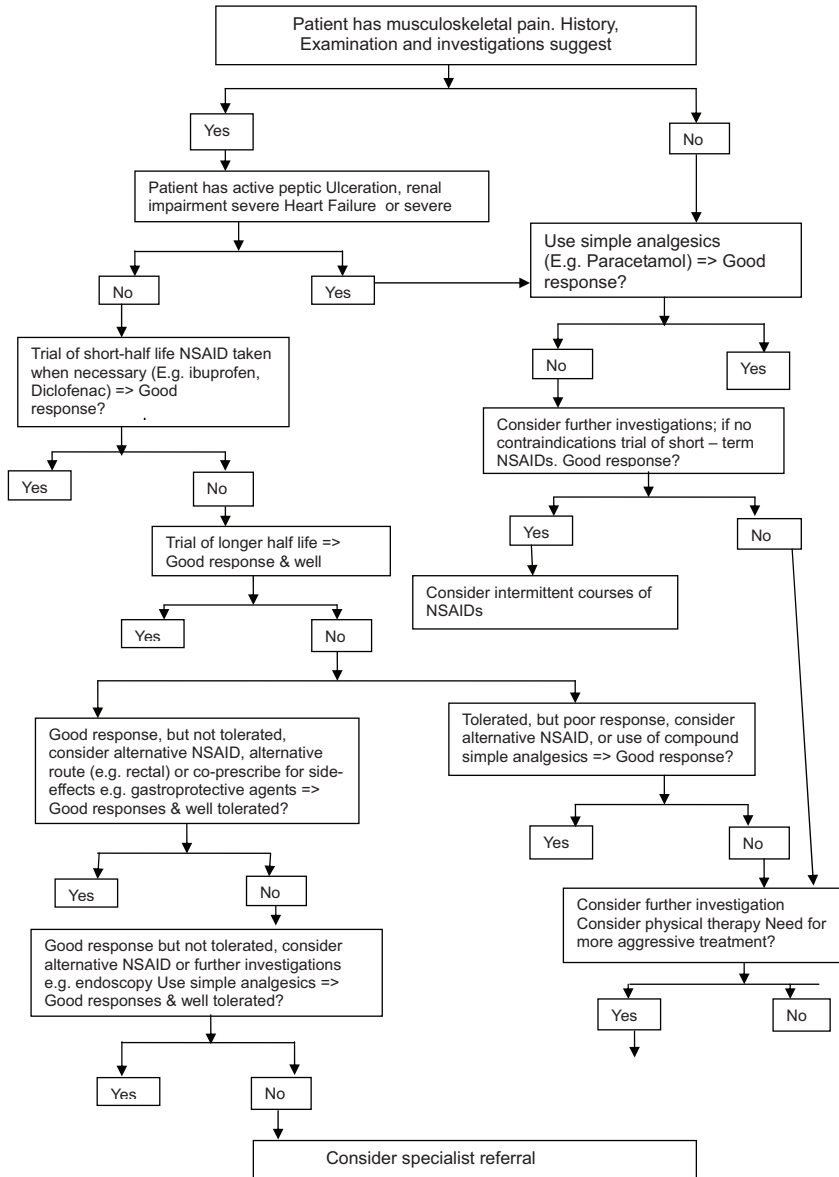 Patient has musculoskeletal pain. History,
Examination and investigations suggest
Yes
No
Patient has active peptic Ulceration, renal
impairment severe Heart Failure or severe
Use simple analgesics
(E.g. Paracetamol) => Good
response?
No
Yes
Trial of short-half life NSAID taken
when necessary (E.g. ibuprofen,
Diclofenac) => Good
response?
No
Yes
Consider further investigations; if no
contraindications trial of short – term
NSAIDs. Good response?
Yes
No
Yes
No
Trial of longer half life =>
Good response & well
Consider intermittent courses of
NSAIDs
Yes
No
Good response, but not tolerated,
consider alternative NSAID, alternative
route (e.g. rectal) or co-prescribe for side-
effects e.g. gastroprotective agents =>
Good responses & well tolerated?
Tolerated, but poor response, consider
alternative NSAID, or use of compound
simple analgesics => Good response?
Yes
No
Yes
No
Consider further investigation
Consider physical therapy Need for
more aggressive treatment?
Good response but not tolerated, consider
alternative NSAID or further investigations
e.g. endoscopy Use simple analgesics =>
Good responses & well tolerated?
Yes
No
Yes
No
Consider specialist referral